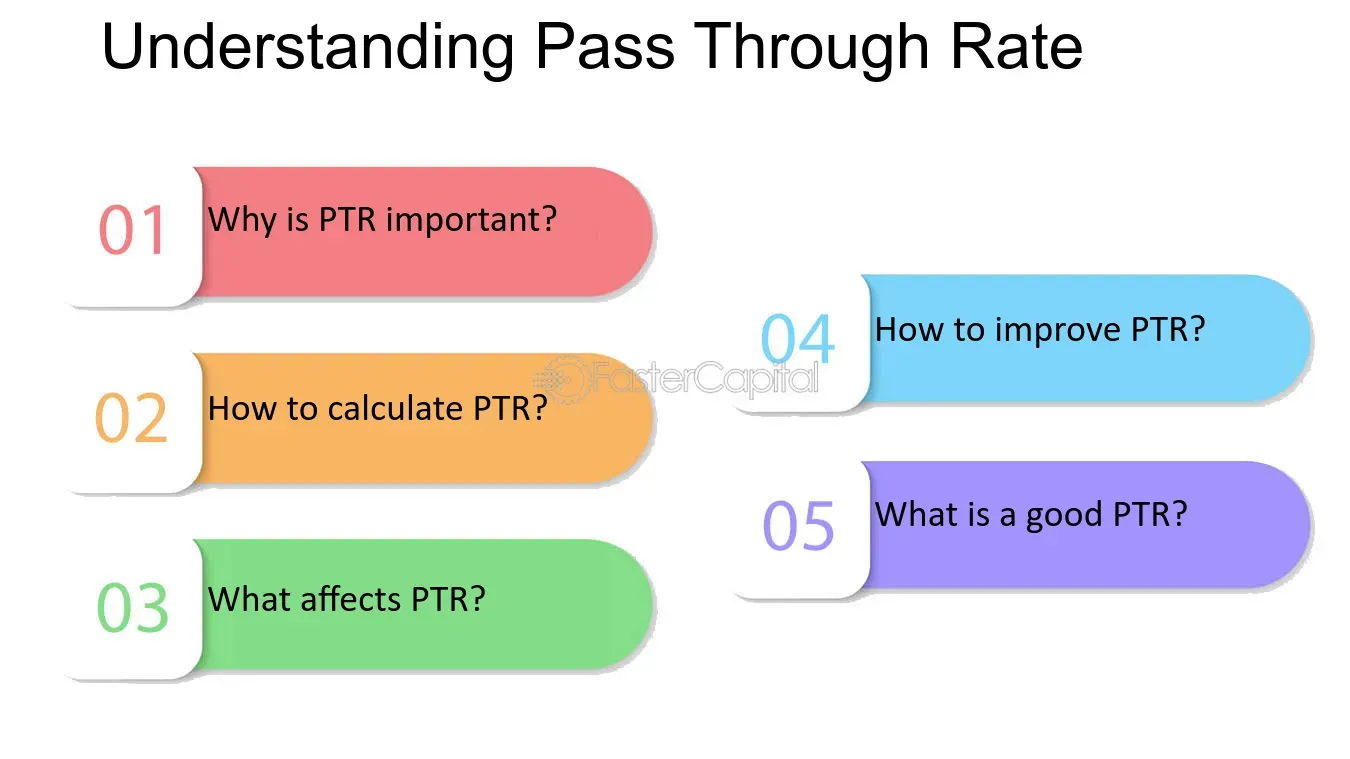 Understanding Pass Through Rate
01
Why is PTR important?
02
How to calculate PTR?
03
What affects PTR?
04
How to improve PTR?
05
What is a good PTR?
FasterCapital